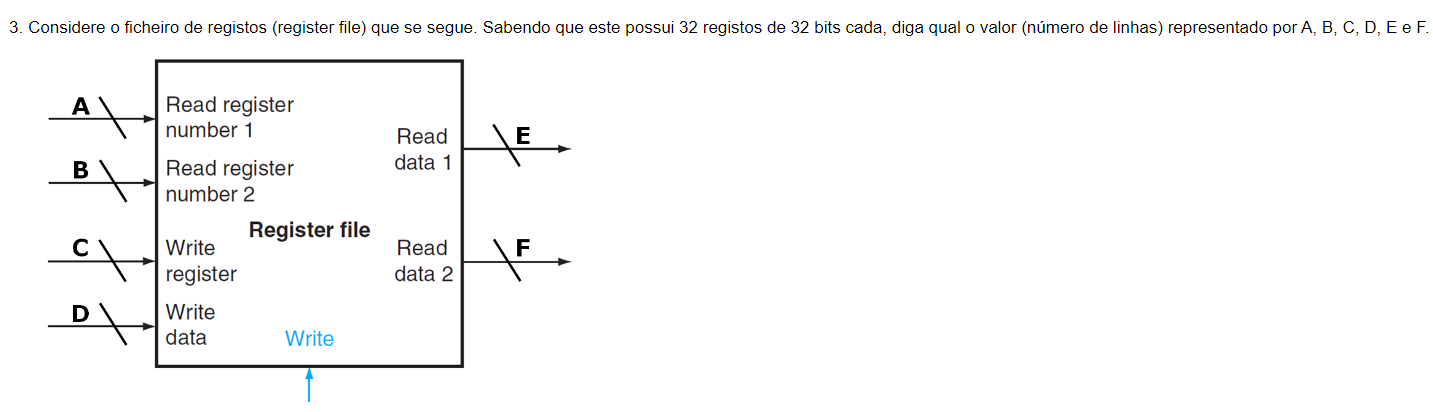 3. Considere o ficheiro de registos (register file) que se segue. Sabendo que este possui 32 registos de 32 bits cada, diga qual o valor (número de linhas) representado por A, B, C, D, E e F.
A
Read register
number 1
Read
data 1
E
B
Read register
number 2
Register file
C
Write
register
Read
data 2
F
D
Write
data
Write